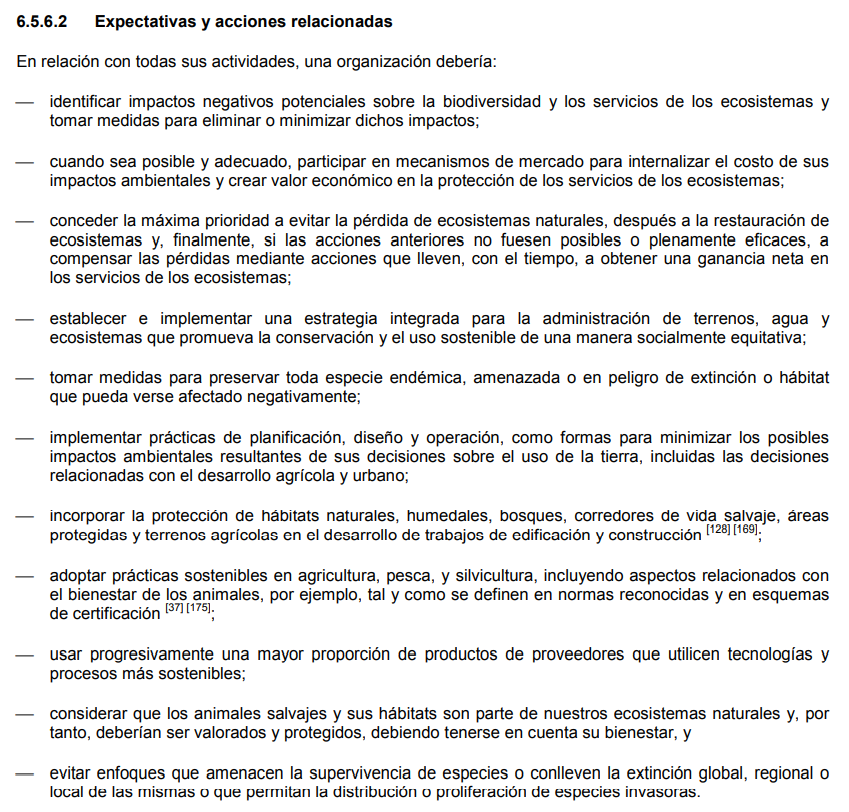 6.5.6.2 Expectativas y acciones relacionadas
En relación con todas sus actividades, una organización debería:
— identificar impactos negativos potenciales sobre la biodiversidad y los servicios de los ecosistemas y
tomar medidas para eliminar o minimizar dichos impactos;
— cuando sea posible y adecuado, participar en mecanismos de mercado para internalizar el costo de sus
impactos ambientales y crear valor económico en la protección de los servicios de los ecosistemas;
— conceder la máxima prioridad a evitar la pérdida de ecosistemas naturales, después a la restauración de
ecosistemas y, finalmente, si las acciones anteriores no fuesen posibles o plenamente eficaces, a
compensar las pérdidas mediante acciones que lleven, con el tiempo, a obtener una ganancia neta en
los servicios de los ecosistemas;
— establecer e implementar una estrategia integrada para la administración de terrenos, agua y
ecosistemas que promueva la conservación y el uso sostenible de una manera socialmente equitativa;
— tomar medidas para preservar toda especie endémica, amenazada o en peligro de extinción o hábitat
que pueda verse afectado negativamente;
— implementar prácticas de planificación, diseño y operación, como formas para minimizar los posibles
impactos ambientales resultantes de sus decisiones sobre el uso de la tierra, incluidas las decisiones
relacionadas con el desarrollo agrícola y urbano;
— incorporar la protección de hábitats naturales, humedales, bosques, corredores de vida salvaje, áreas
protegidas y terrenos agrícolas en el desarrollo de trabajos de edificación y construcción [128] [169];
— adoptar prácticas sostenibles en agricultura, pesca, y silvicultura, incluyendo aspectos relacionados con
el bienestar de los animales, por ejemplo, tal y como se definen en normas reconocidas y en esquemas
de certificación [37] [175];
— usar progresivamente una mayor proporción de productos de proveedores que utilicen tecnologías y
procesos más sostenibles;
— considerar que los animales salvajes y sus hábitats son parte de nuestros ecosistemas naturales y, por
tanto, deberían ser valorados y protegidos, debiendo tenerse en cuenta su bienestar, y
— evitar enfoques que amenacen la supervivencia de especies o conlleven la extinción global, regional o
local de las mismas o que permitan la distribución o proliferación de especies invasoras.